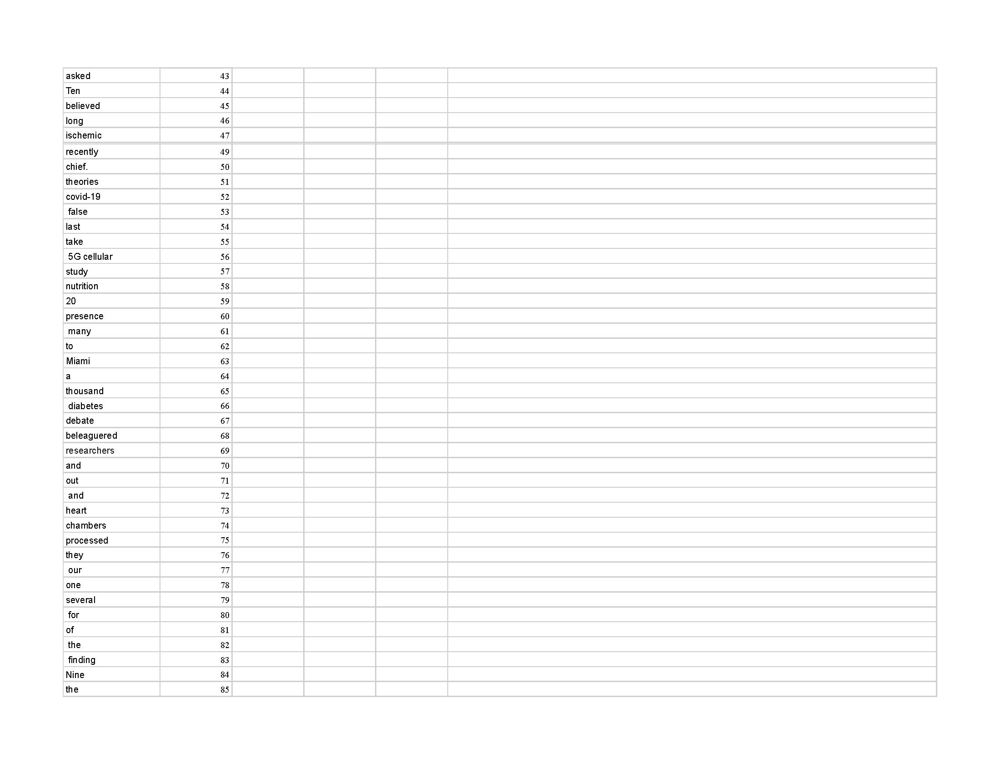 asked 43
Ten 44
believed 45
long 46
ischemic 47
recently 49
chief. 50
theories 51
covid-19 52
false 53
last 54
take 55
5G cellular 56
study 57
nutrition 58
20 59
presence 60
many 61
to 62
Miami 63
a 64
thousand 65
diabetes 66
debate 67
beleaguered 68
researchers 69
and 70
out 71
and 72
heart 73
chambers 74
processed 75
they 76
our 77
one 78
several 79
for 80
of 81
the 82
finding 83
Nine 84
the 85